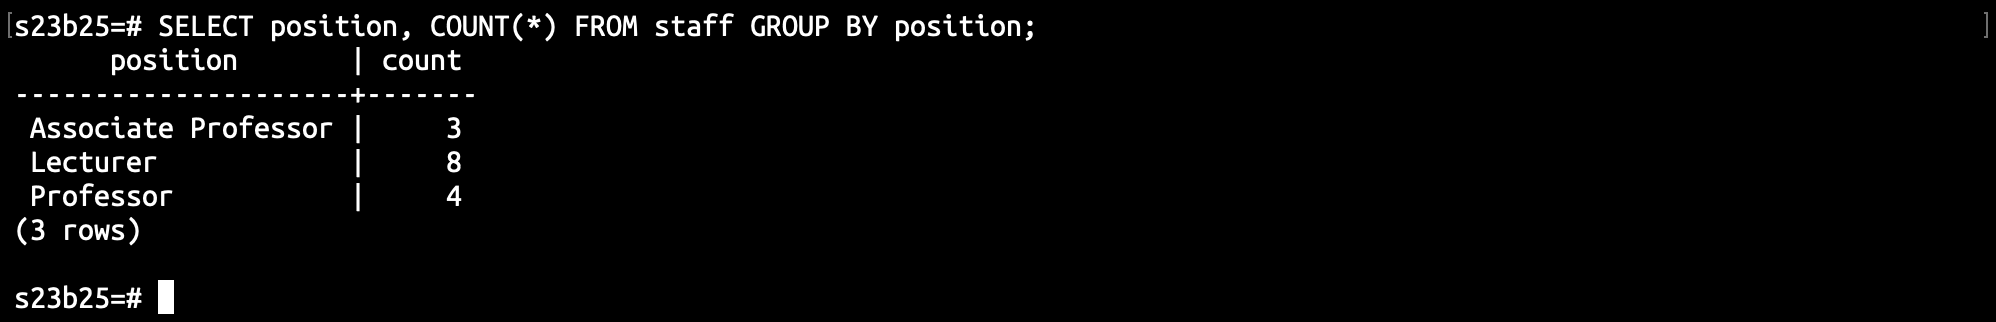 s23b25=# SELECT position, COUNT(*) FROM staff GROUP BY position;
      position       | count
---------------------+-------
 Associate Professor |     3
 Lecturer            |     8
 Professor           |     4
(3 rows)

s23b25=#